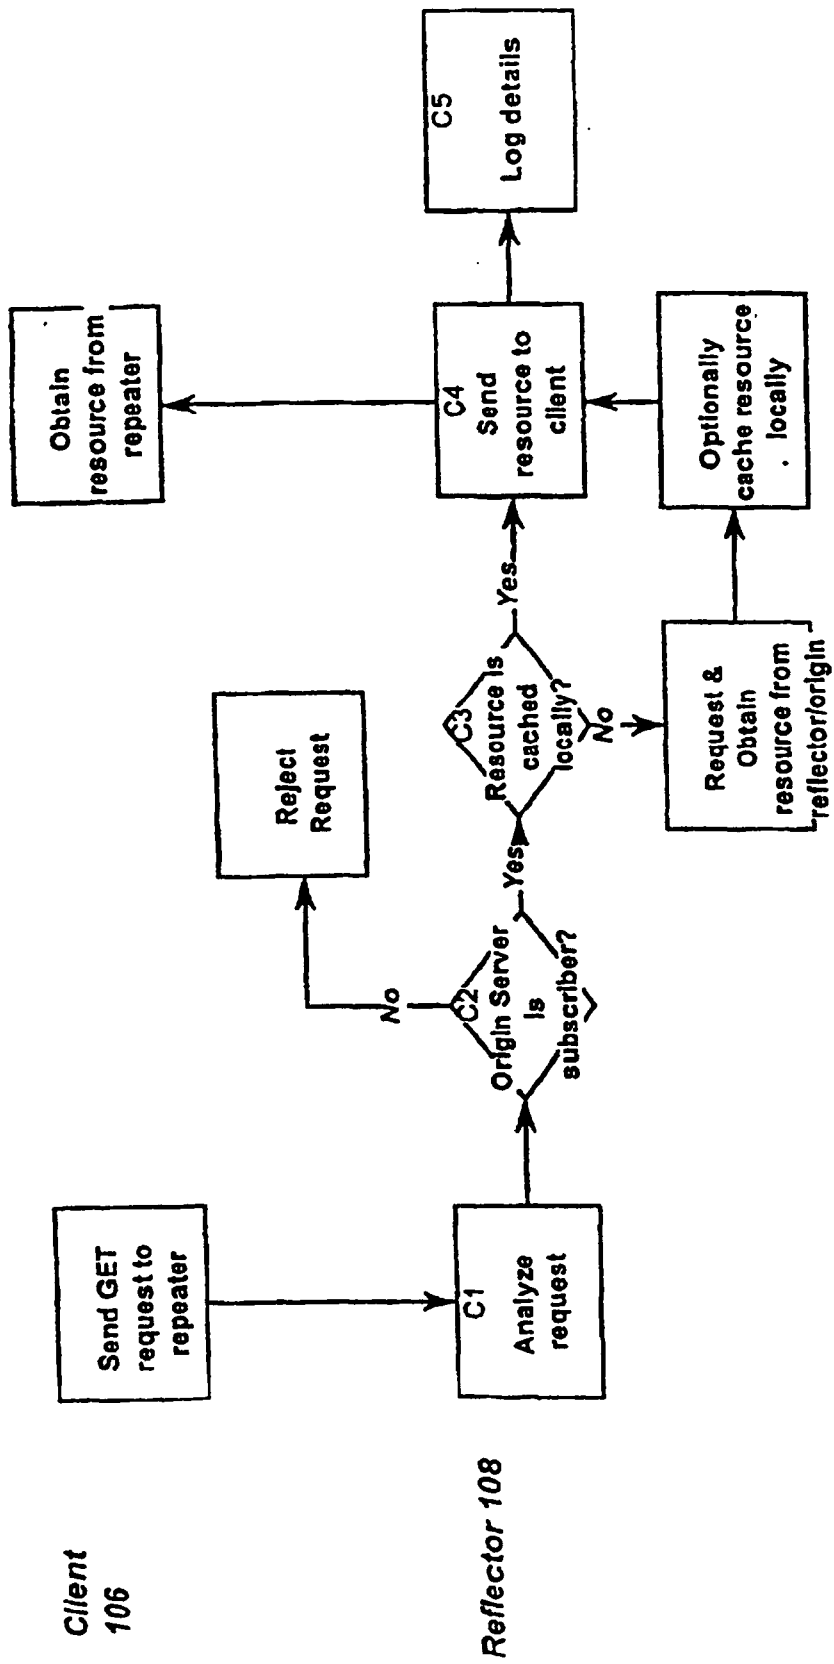 Client
106
Send GET
request to
repeater
Obtain
resource from
repeater
Reflector 108
C1
Analyze
request
C2
Origin Server
is
subscriber?
No
Reject
Request
Yes
C3
Resource is
cached
locally?
Yes
No
Request &
Obtain
resource from
reflector/origin
Optionally
cache resource
locally
C4
Send
resource to
client
C5
Log details